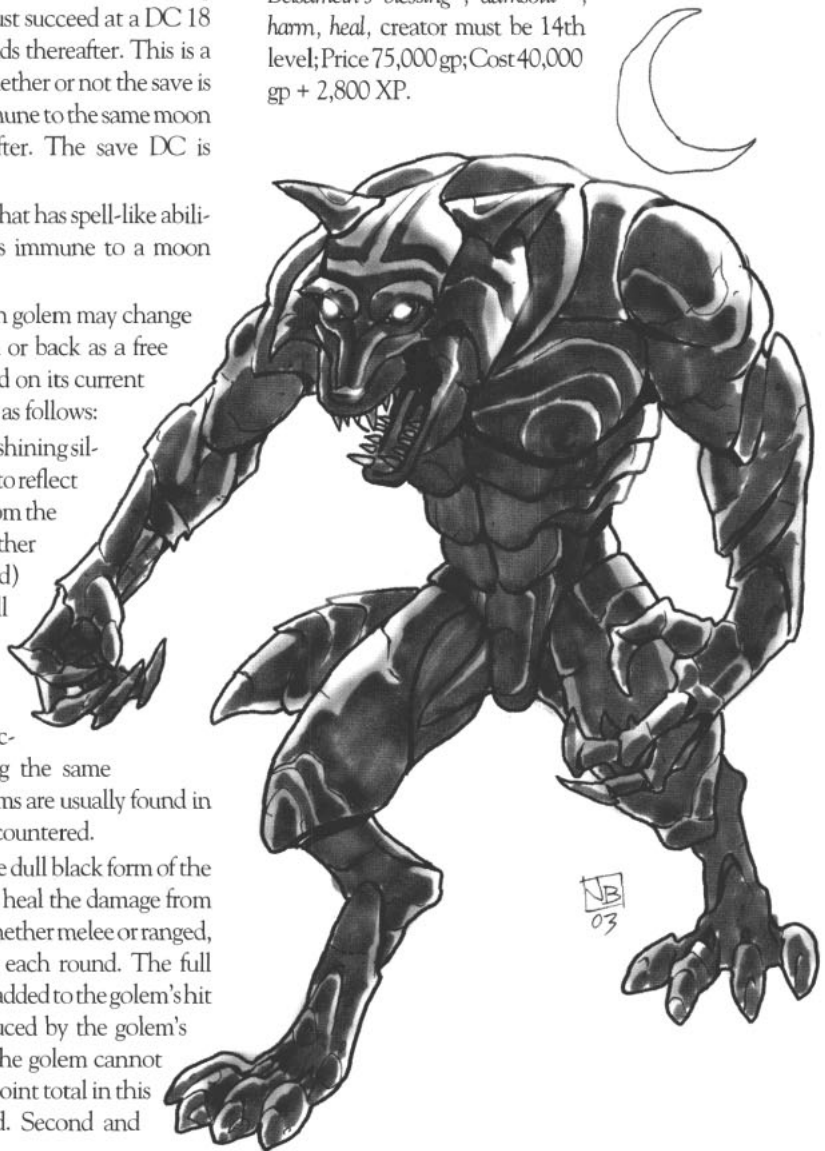 ust succeed at a DC 18
ds thereafter. This is a
ether or not the save is
nune to the same moon
fter. The save DC is
hat has spell-like abili-
s immune to a moon
n golem may change
or back as a free
d on its current
as follows:
shining sil-
to reflect
om the
ther
d)
ll
c-
g the same
ms are usually found in
countered.
e dull black form of the
heal the damage from
hether melee or ranged,
each round. The full
added to the golem's hit
uced by the golem's
he golem cannot
oint total in this
d. Second and
Belsameth's blessing
harm, heal, creator must be 14th
level; Price 75,000 gp; Cost 40,000
gp + 2,800 XP.
JB
03